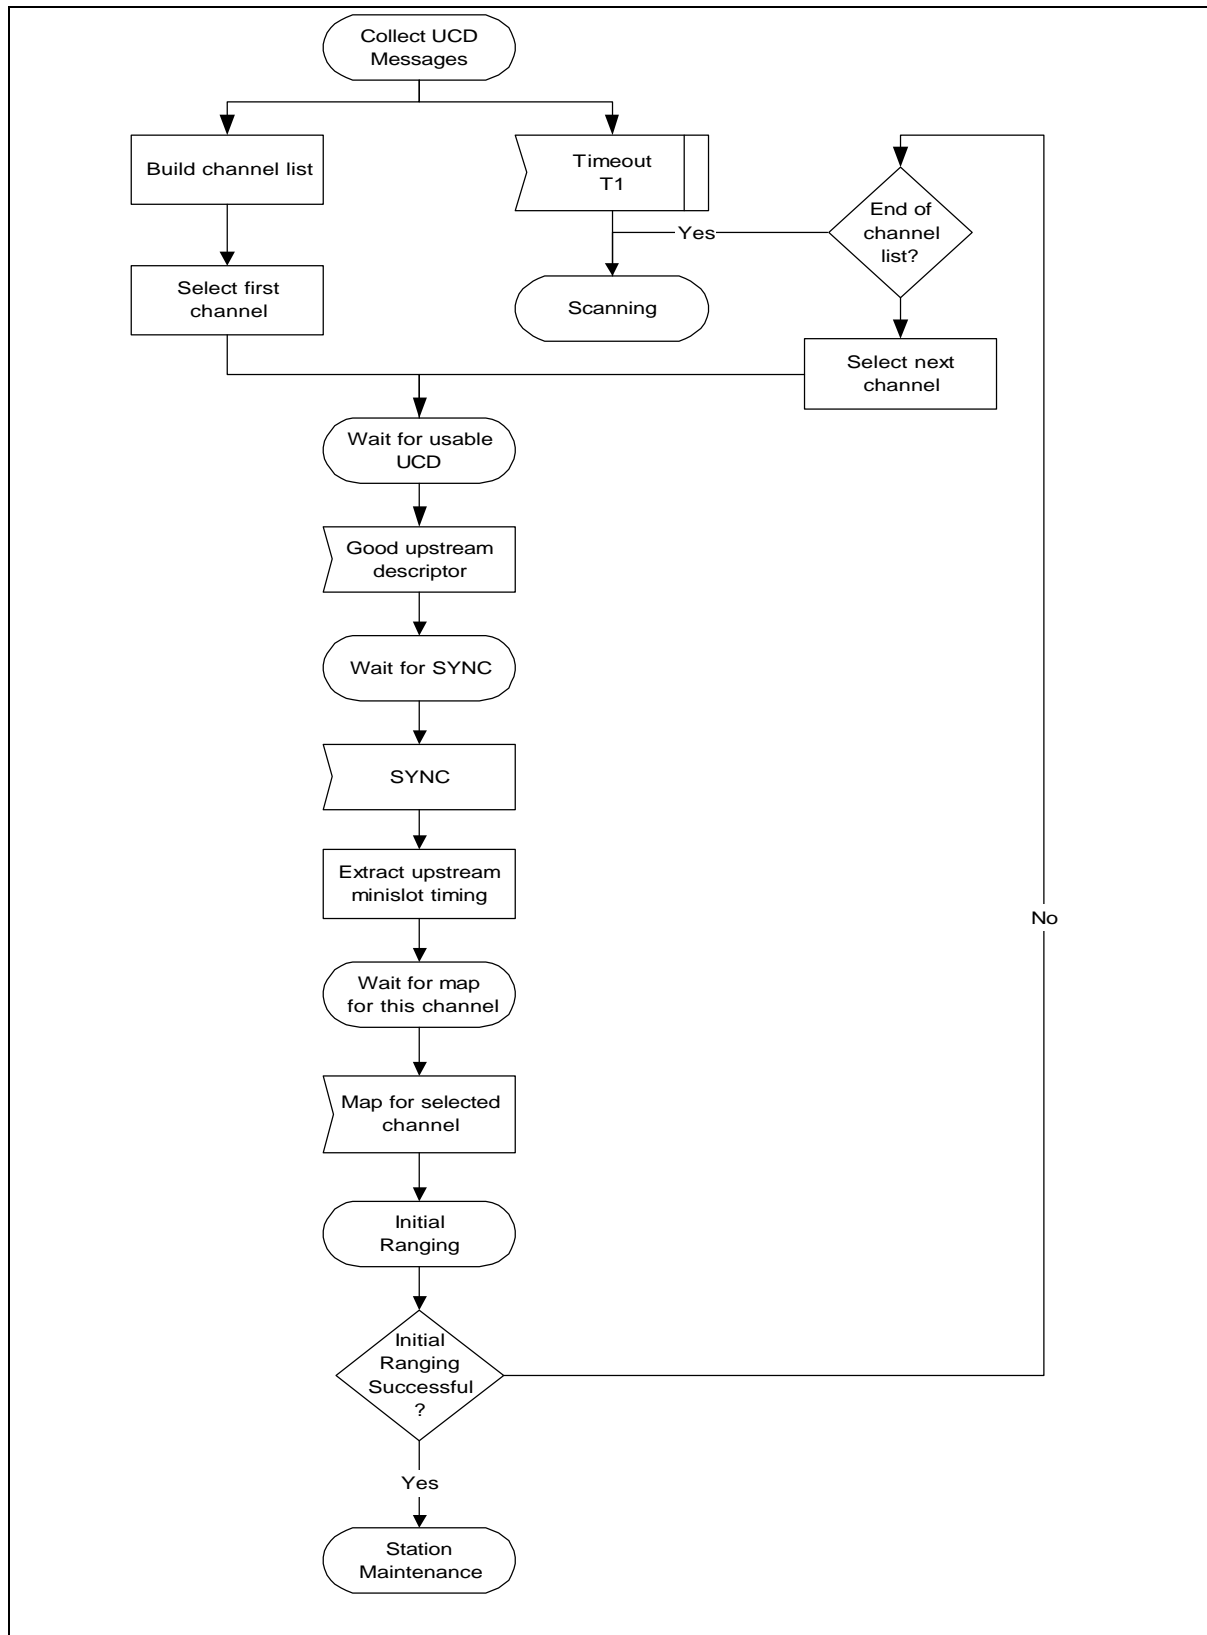 Collect UCD
Messages
Build channel list
Timeout
T1
End of
channel
list?
Yes
Select first
channel
Scanning
Select next
channel
Wait for usable
UCD
Good upstream
descriptor
Wait for SYNC
SYNC
Extract upstream
minislot timing
No
Wait for map
for this channel
Map for selected
channel
Initial
Ranging
Initial
Ranging
Successful
?
Yes
Station
Maintenance